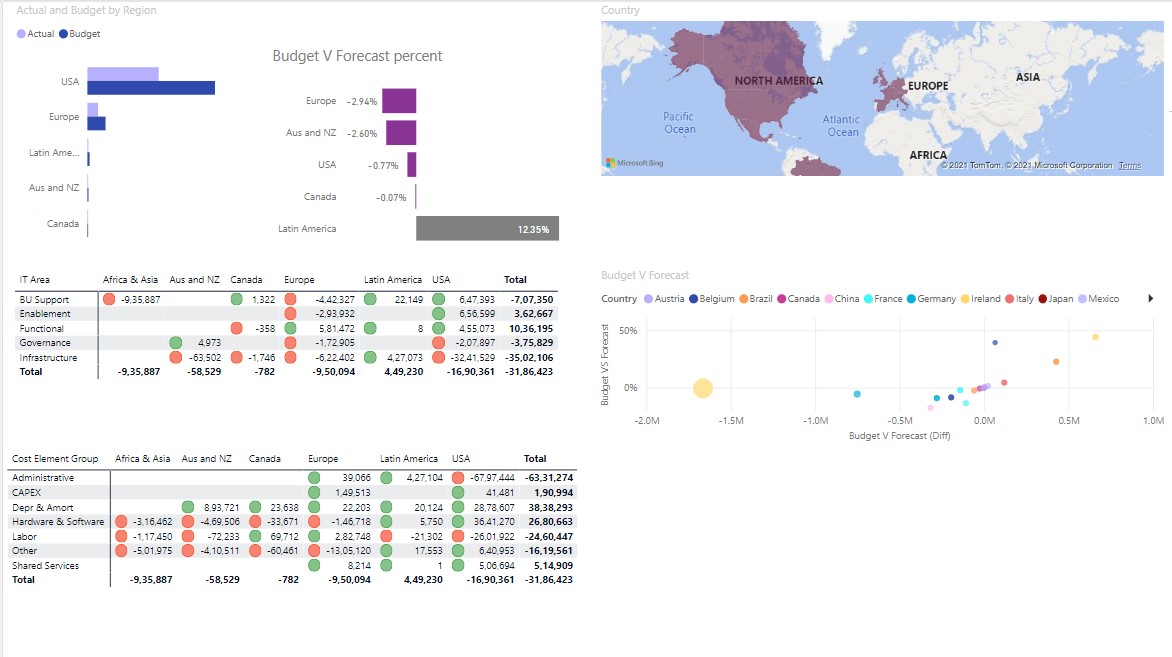 Actual and Budget by Region
Actual Budget
USA
Europe
Latin Ame...
Aus and NZ
Canada
Budget V Forecast percent
Europe -2.94%
Aus and NZ -2.60%
USA -0.77%
Canada -0.07%
Latin America 12.35%
Country
NORTH AMERICA
EUROPE
ASIA
AFRICA
Pacific
Ocean
Atlantic
Ocean
Microsoft Bing
© 2021 TomTom, © 2021 Microsoft Corporation Terms
IT Area Africa & Asia Aus and NZ Canada Europe Latin America USA Total
BU Support -9,35,887 1,322 -4,42,327 22,149 6,47,393 -7,07,350
Enablement -2,93,932 6,56,599 3,62,667
Functional -358 5,81,472 8 4,55,073 10,36,195
Governance 4,973 -1,72,905 -2,07,897 -3,75,829
Infrastructure -63,502 -1,746 -6,22,402 4,27,073 -32,41,529 -35,02,106
Total -9,35,887 -58,529 -782 -9,50,094 4,49,230 -16,90,361 -31,86,423
Budget V Forecast
Country Austria Belgium Brazil Canada China France Germany Ireland Italy Japan Mexico
Budget VS Forecast
50%
0%
-2.0M -1.5M -1.0M -0.5M 0.0M 0.5M 1.0M
Budget V Forecast (Diff)
Cost Element Group Africa & Asia Aus and NZ Canada Europe Latin America USA Total
Administrative 39,066 4,27,104 -67,97,444 -63,31,274
CAPEX 1,49,513 41,481 1,90,994
Depr & Amort 8,93,721 23,638 22,203 20,124 28,78,607 38,38,293
Hardware & Software -3,16,462 -4,69,506 -33,671 -1,46,718 5,750 36,41,270 26,80,663
Labor -1,17,450 -72,233 69,712 2,82,748 -21,302 -26,01,922 -24,60,447
Other -5,01,975 -4,10,511 -60,461 -13,05,120 17,553 6,40,953 -16,19,561
Shared Services 8,214 1 5,06,694 5,14,909
Total -9,35,887 -58,529 -782 -9,50,094 4,49,230 -16,90,361 -31,86,423